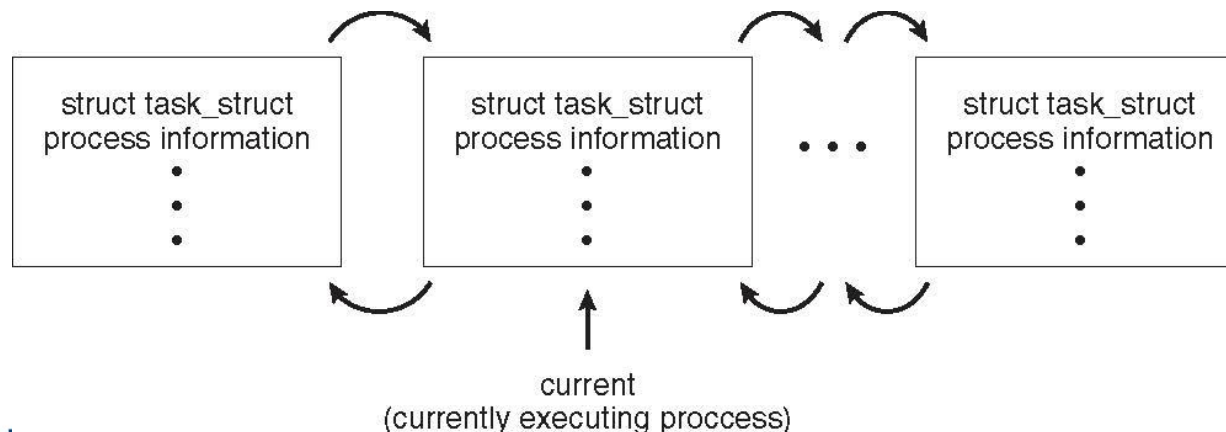 struct task_struct
process information
struct task_struct
process information
struct task_struct
process information
current
(currently executing proccess)